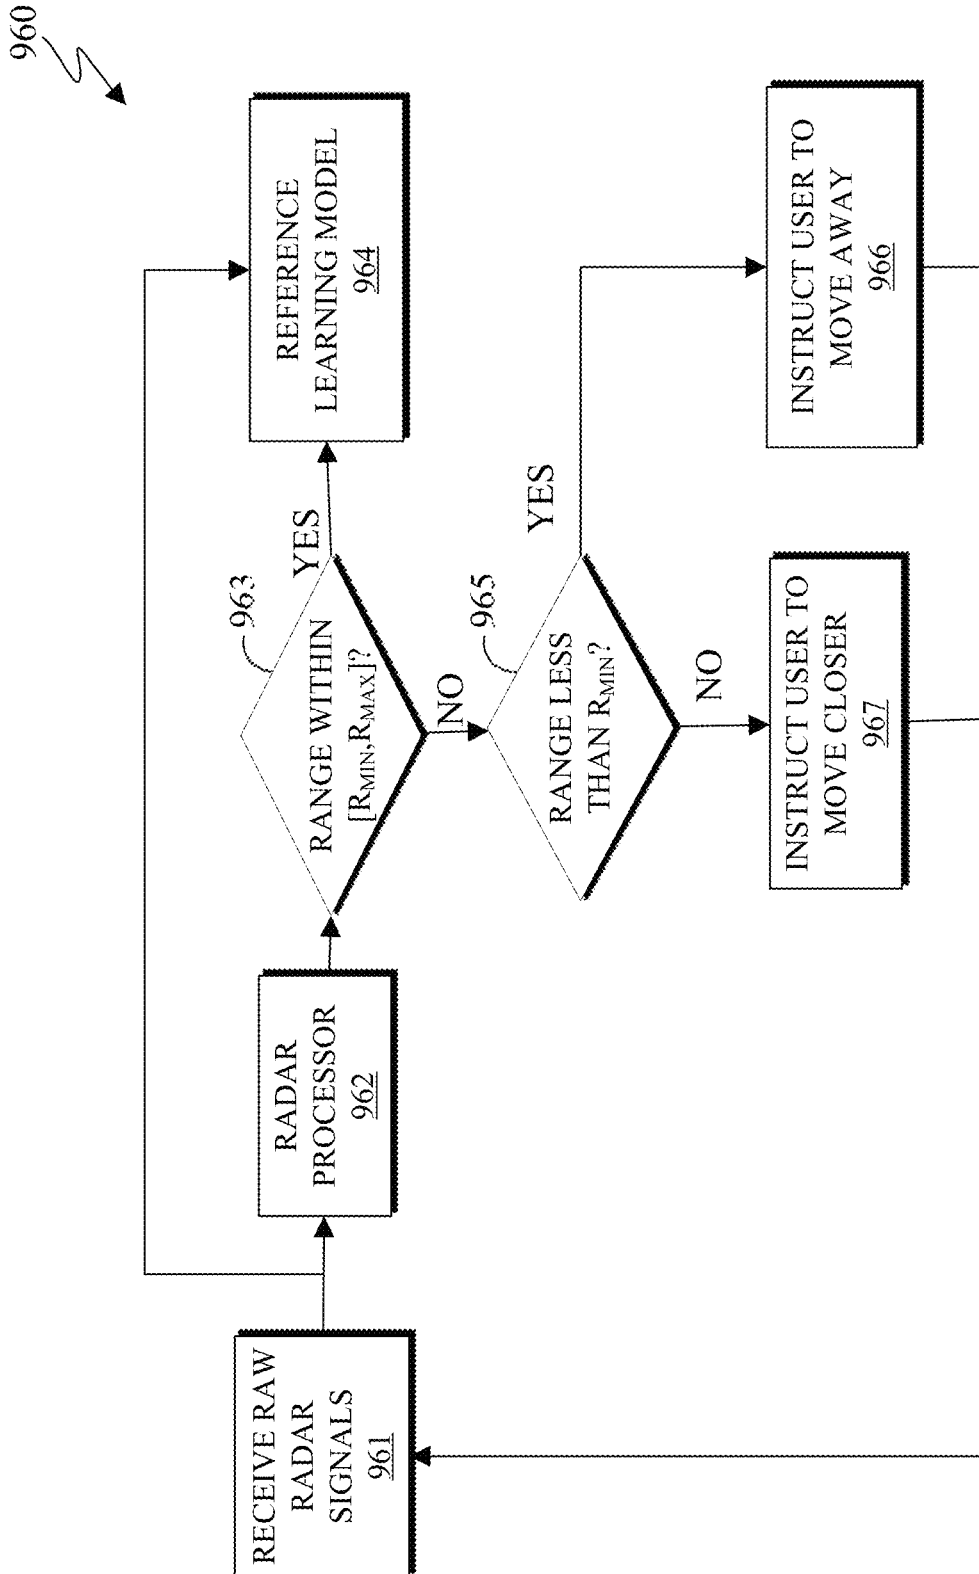 960
RECEIVE RAW
RADAR
SIGNALS
961
RADAR
PROCESSOR
962
963
RANGE WITHIN
[RMIN,RMAX]?
YES
NO
REFERENCE
LEARNING MODEL
964
965
RANGE LESS
THAN RMIN?
YES
NO
INSTRUCT USER TO
MOVE AWAY
966
INSTRUCT USER TO
MOVE CLOSER
967